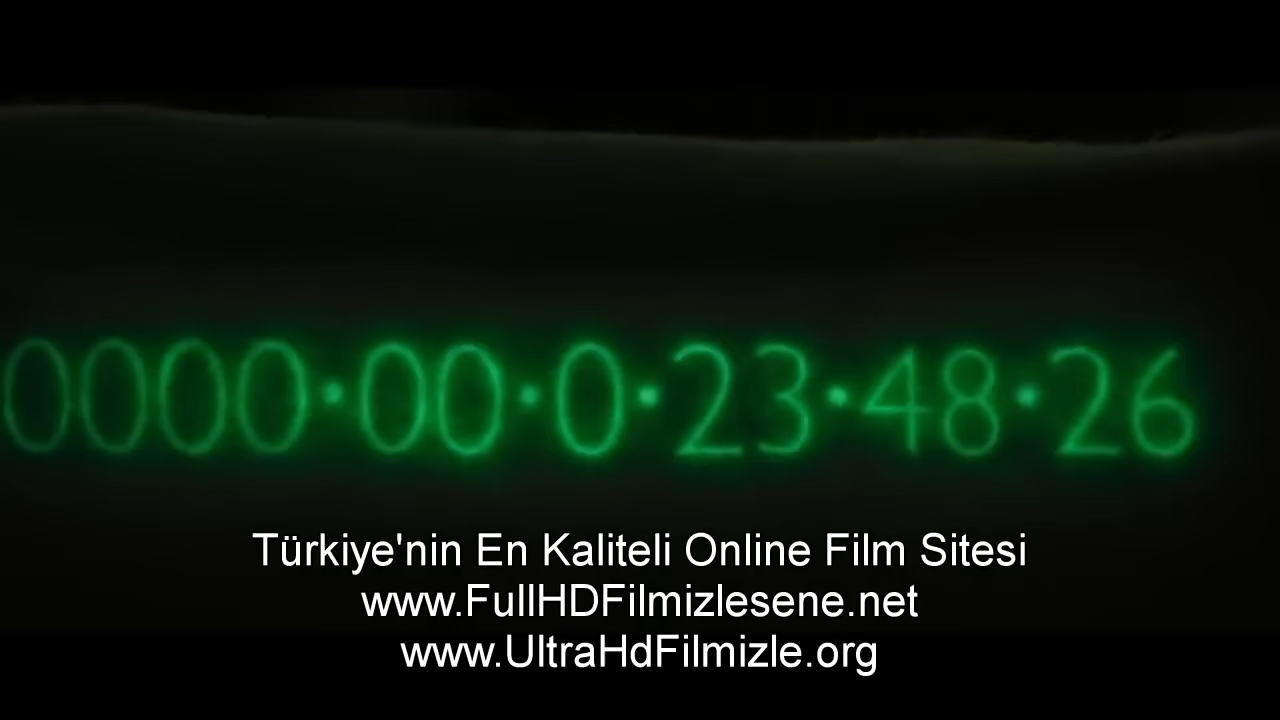 0000·00·0·23·48·26
Türkiye'nin En Kaliteli Online Film Sitesi
www.FullHDFilmizlesene.net
www.UltraHdFilmizle.org